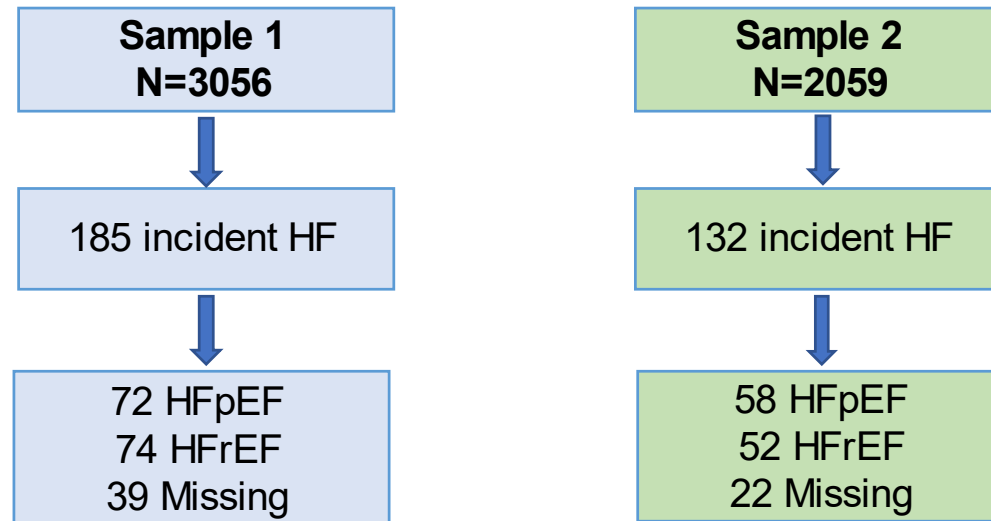 Sample 1
N=3056
185 incident HF
72 HFpEF
74 HFrEF
39 Missing
Sample 2
N=2059
132 incident HF
58 HFpEF
52 HFrEF
22 Missing